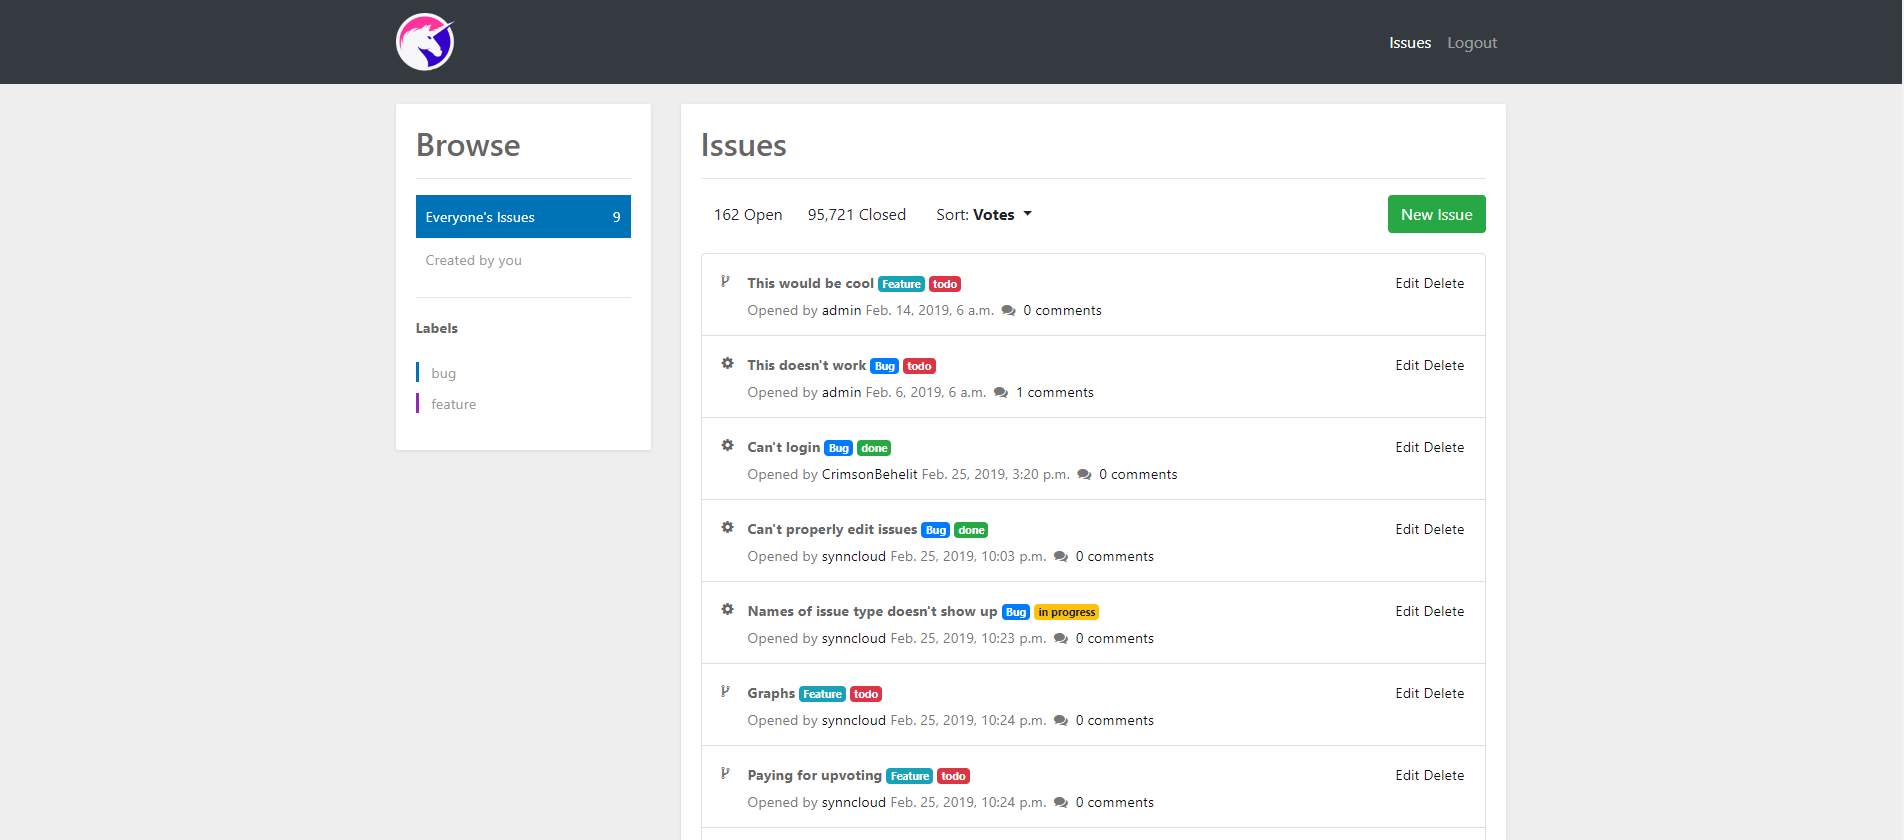 Issues Logout
Browse
Everyone's Issues 9
Created by you
Labels
bug
feature
Issues
162 Open 95,721 Closed Sort: Votes New Issue
This would be cool Feature todo Edit Delete
Opened by admin Feb. 14, 2019, 6 a.m. 0 comments
This doesn't work Bug todo Edit Delete
Opened by admin Feb. 6, 2019, 6 a.m. 1 comments
Can't login Bug done Edit Delete
Opened by CrimsonBehelit Feb. 25, 2019, 3:20 p.m. 0 comments
Can't properly edit issues Bug done Edit Delete
Opened by synncloud Feb. 25, 2019, 10:03 p.m. 0 comments
Names of issue type doesn't show up Bug in progress Edit Delete
Opened by synncloud Feb. 25, 2019, 10:23 p.m. 0 comments
Graphs Feature todo Edit Delete
Opened by synncloud Feb. 25, 2019, 10:24 p.m. 0 comments
Paying for upvoting Feature todo Edit Delete
Opened by synncloud Feb. 25, 2019, 10:24 p.m. 0 comments